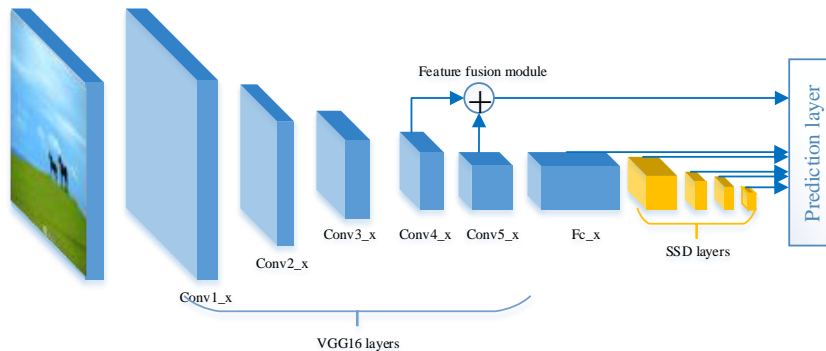 Feature fusion module
Prediction layer
Conv1_x
Conv2_x
Conv3_x
Conv4_x
Conv5_x
Fc_x
SSD layers
VGG16 layers